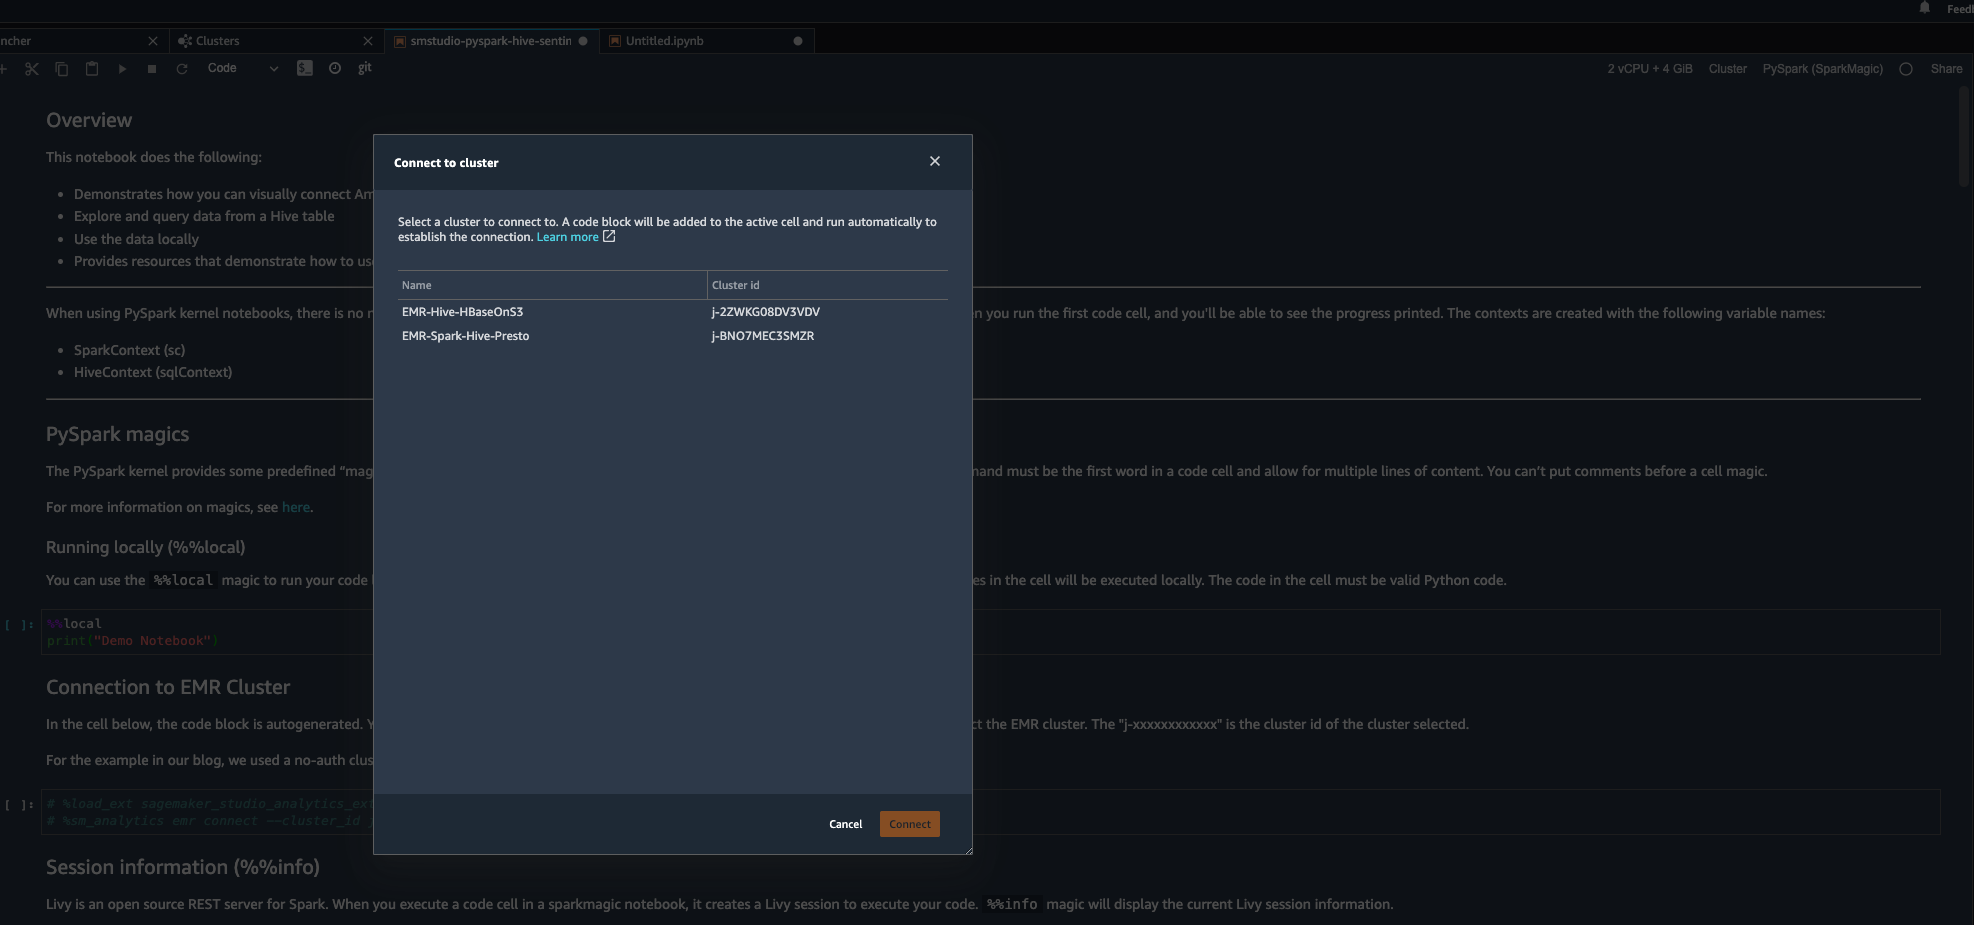 Feed
ncher
Clusters
smstudio-pyspark-hive-sentin
Untitled.ipynb
Code
git
2 vCPU + 4 GiB
Cluster
PySpark (SparkMagic)
Share
Overview
This notebook does the following:
• Demonstrates how you can visually connect Am
• Explore and query data from a Hive table
• Use the data locally
• Provides resources that demonstrate how to us
When using PySpark kernel notebooks, there is no n
n you run the first code cell, and you'll be able to see the progress printed. The contexts are created with the following variable names:
• SparkContext (sc)
• HiveContext (sqlContext)
PySpark magics
The PySpark kernel provides some predefined “mag
mand must be the first word in a code cell and allow for multiple lines of content. You can’t put comments before a cell magic.
For more information on magics, see here.
Running locally (%%local)
You can use the %%local magic to run your code l
es in the cell will be executed locally. The code in the cell must be valid Python code.
[ ]: %%local
print("Demo Notebook")
Connection to EMR Cluster
In the cell below, the code block is autogenerated. Y
ct the EMR cluster. The "j-xxxxxxxxxxxx" is the cluster id of the cluster selected.
For the example in our blog, we used a no-auth clus
[ ]: # %load_ext sagemaker_studio_analytics_ext
# %sm_analytics emr connect --cluster_id j
Session information (%%info)
Livy is an open source REST server for Spark. When you execute a code cell in a sparkmagic notebook, it creates a Livy session to execute your code. %%info magic will display the current Livy session information.
Connect to cluster
Select a cluster to connect to. A code block will be added to the active cell and run automatically to
establish the connection. Learn more
Name
Cluster id
EMR-Hive-HBaseOnS3
j-2ZWKG08DV3VDV
EMR-Spark-Hive-Presto
j-BNO7MEC3SMZR
Cancel
Connect